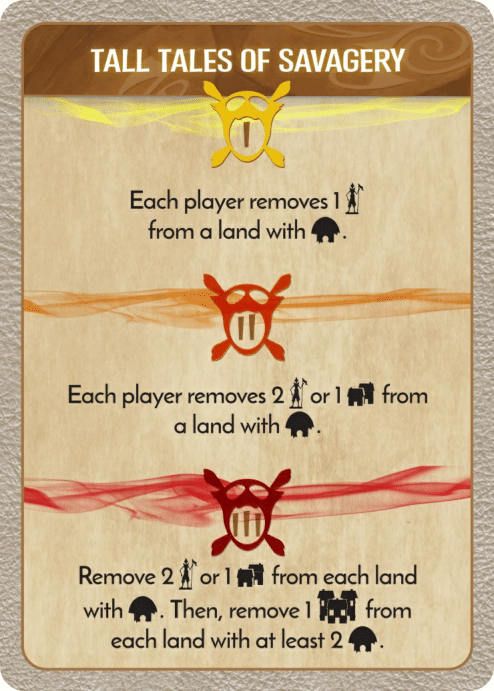 TALL TALES OF SAVAGERY
I
Each player removes 1
from a land with .
II
Each player removes 2 or 1 from
a land with .
III
Remove 2 or 1 from each land
with . Then, remove 1 from
each land with at least 2 .